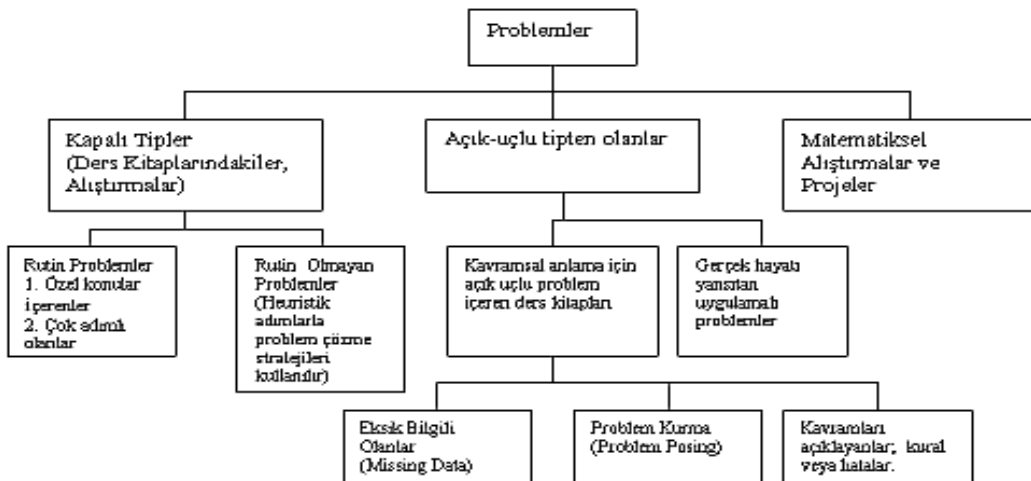 Problemler
Kapalı Tipler
(Ders Kitaplarındakiler,
Alıştırmalar)
Açık-uçlu tipten olanlar
Matematiksel
Alıştırmalar ve
Projeler
Rutin Problemler
1. Özel konular
içerenler
2. Çok adımlı
olanlar
Rutin Olmayan
Problemler
(Heuristik
adımlarla
problem çözme
stratejileri
kullanılır)
Kavramsal anlama için
açık uçlu problem
içeren ders kitapları
Gerçek hayatı
yansıtan
uygulamalı
problemler
Eksik Bilgili
Olanlar
(Missing Data)
Problem Kurma
(Problem Posing)
Kavramları
açıklayanlar; kural
veya hatalar.